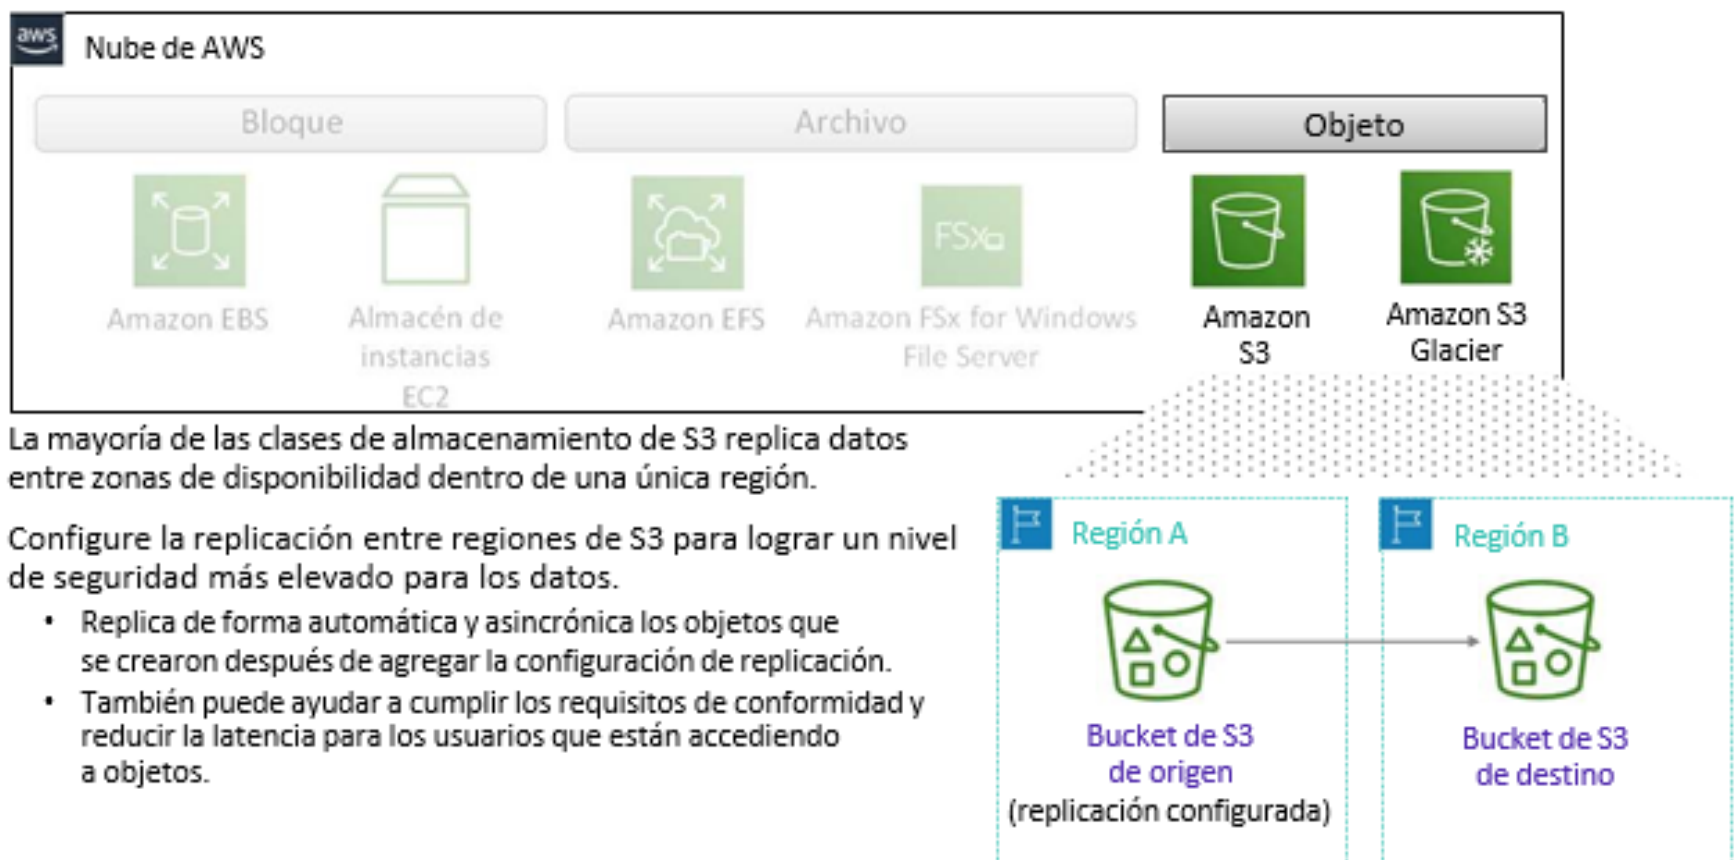 aws
Nube de AWS
Bloque
Archivo
Objeto
FSx
Amazon EBS
Almacén de
instancias
EC2
Amazon EFS
Amazon FSx for Windows
File Server
Amazon
S3
Amazon S3
Glacier
La mayoría de las clases de almacenamiento de S3 replica datos
entre zonas de disponibilidad dentro de una única región.
Configure la replicación entre regiones de S3 para lograr un nivel
de seguridad más elevado para los datos.
• Replica de forma automática y asincrónica los objetos que
se crearon después de agregar la configuración de replicación.
• También puede ayudar a cumplir los requisitos de conformidad y
reducir la latencia para los usuarios que están accediendo
a objetos.
Región A
Bucket de S3
de origen
(replicación configurada)
Región B
Bucket de S3
de destino